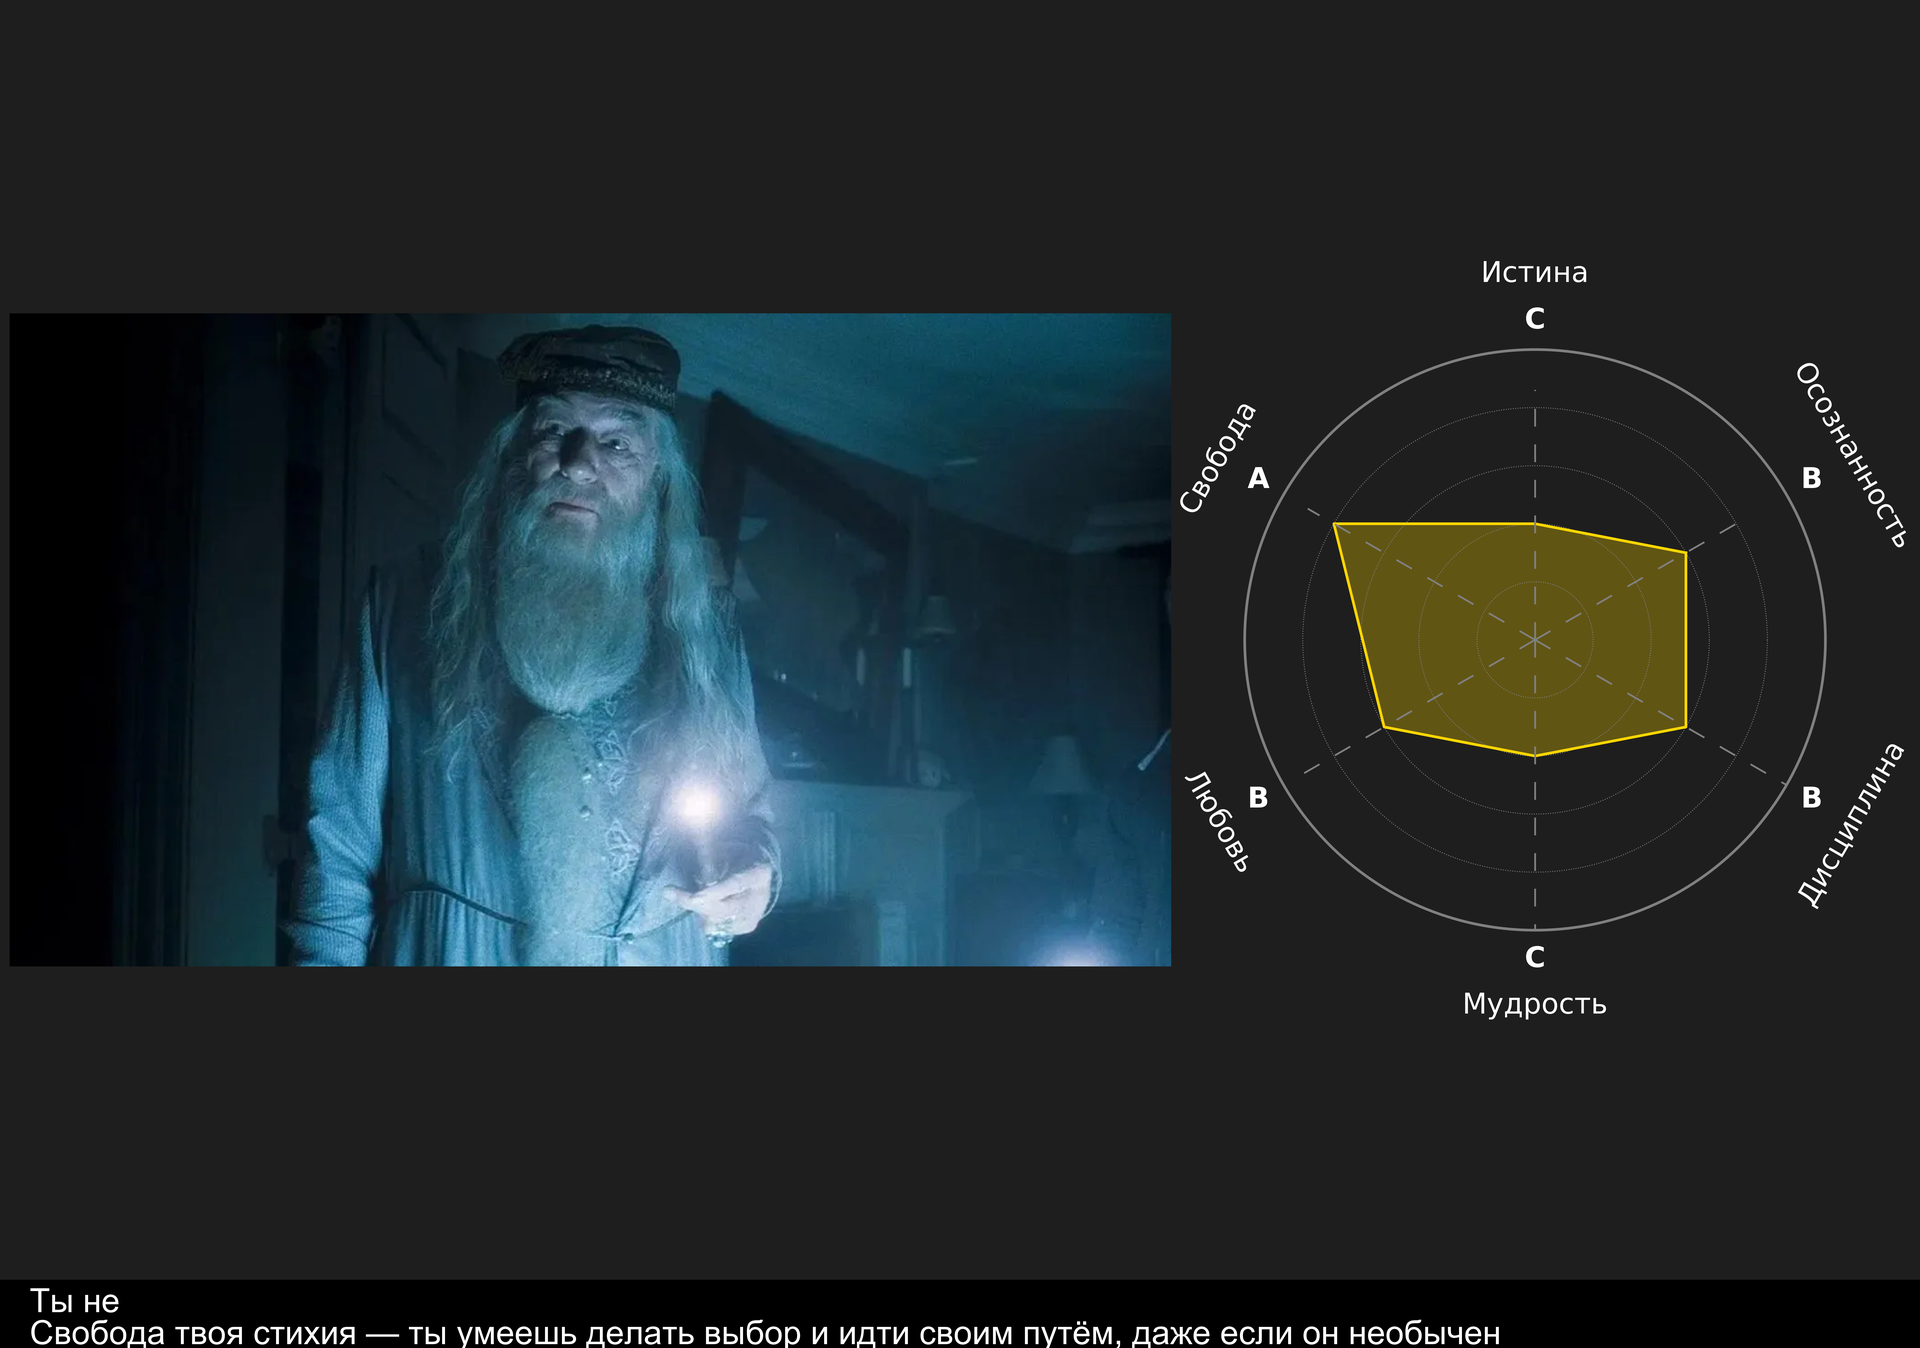 Истина
C
Осознанность
Свобода
A
B
Любовь
B
B
Дисциплина
C
Мудрость
Ты не
Свобода твоя стихия — ты умеешь делать выбор и идти своим путём, даже если он необычен